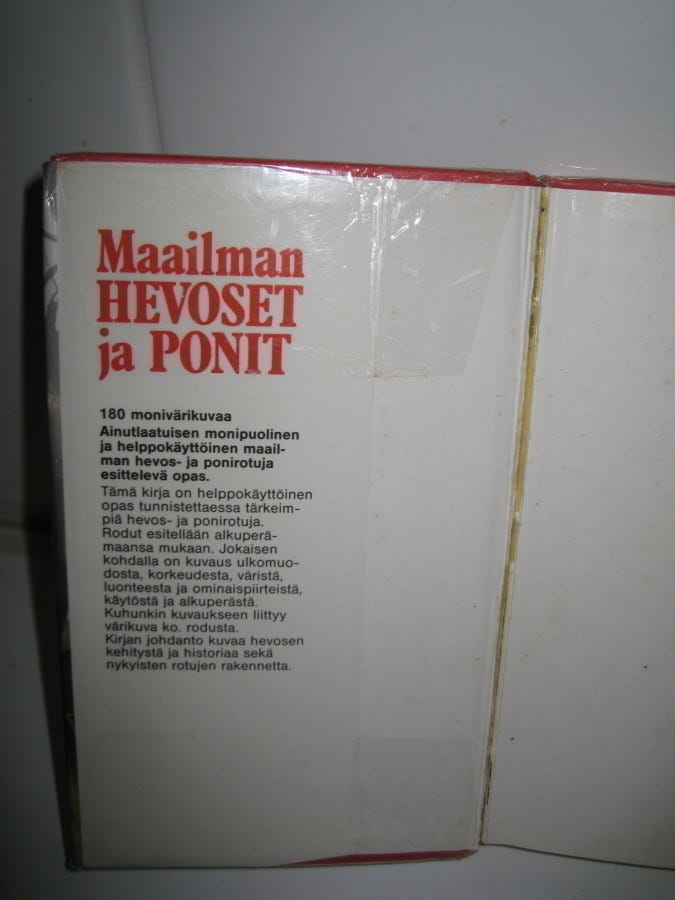 Maailman
HEVOSET
ja PONIT
180 monivärikuvaa
Ainutlaatuisen monipuolinen
ja helppokäyttöinen maail-
man hevos- ja ponirotuja
esittelevä opas.
Tämä kirja on helppokäyttöinen
opas tunnistettaessa tärkeim-
piä hevos- ja ponirotuja.
Rodut esitellään alkuperä-
maansa mukaan. Jokaisen
kohdalla on kuvaus ulkomuo-
dosta, korkeudesta, väristä,
luonteesta ja ominaispiirteistä,
käytöstä ja alkuperästä.
Kuhunkin kuvaukseen liittyy
värikuva ko. rodusta.
Kirjan johdanto kuvaa hevosen
kehitystä ja historiaa sekä
nykyisten rotujen rakennetta.